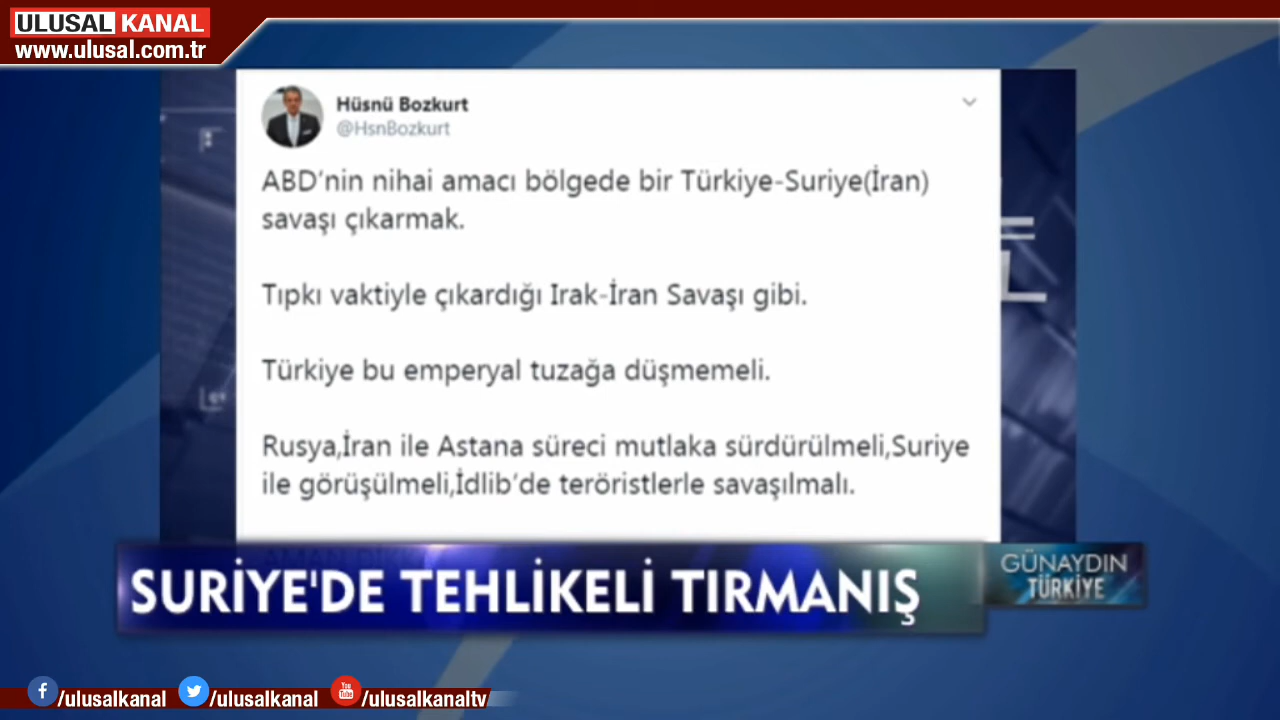 ULUSAL KANAL
www.ulusal.com.tr
Hüsnü Bozkurt
@HsnBozkurt
ABD'nin nihai amacı bölgede bir Türkiye-Suriye(İran)
savaşı çıkarmak.
Tıpkı vaktiyle çıkardığı Irak-İran Savaşı gibi.
Türkiye bu emperyal tuzağa düşmemeli.
Rusya,İran ile Astana süreci mutlaka sürdürülmeli,Suriye
ile görüşülmeli,İdlib'de teröristlerle savaşılmalı.
SURİYE'DE TEHLİKELİ TIRMANIŞ
GÜNAYDIN
TÜRKİYE
/ulusalkanal /ulusalkanal /ulusalkanaltv